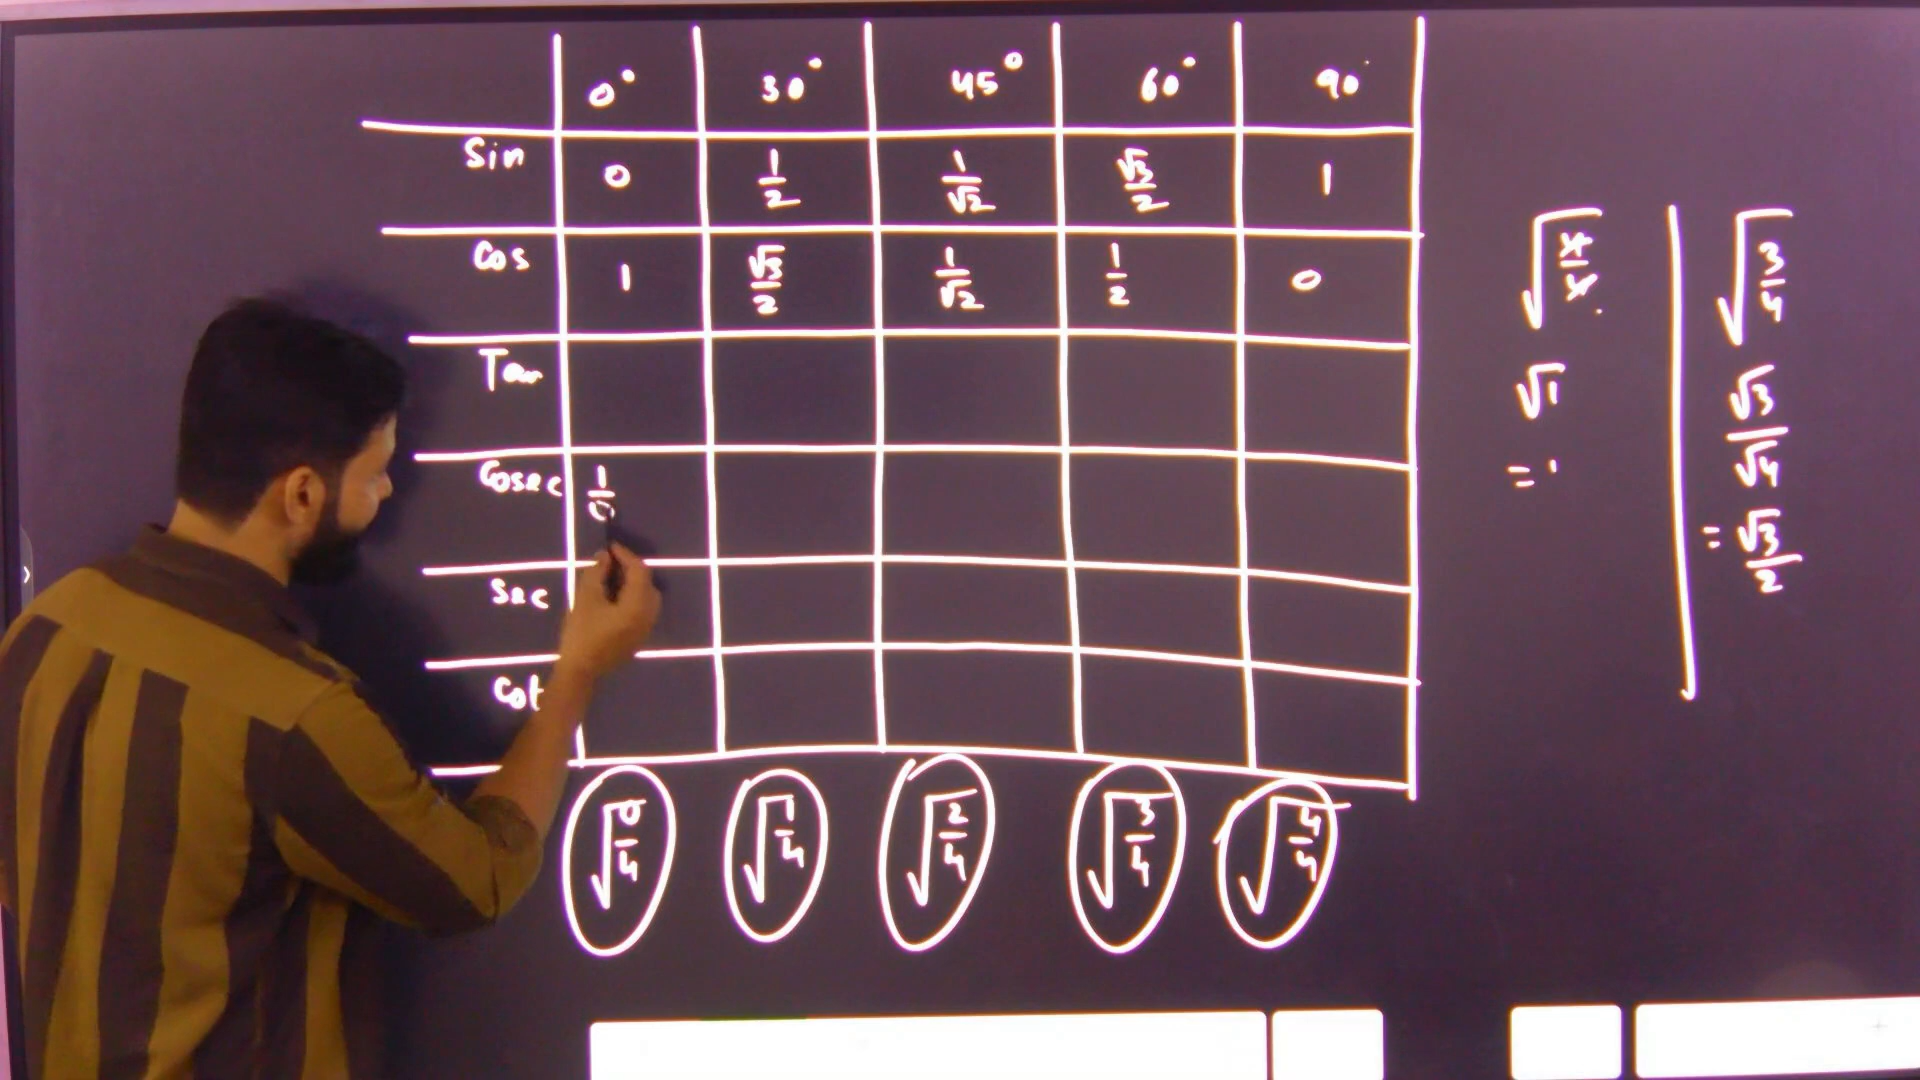 0° 30° 45° 60° 90
Sin 0 1/2 1/√2 √3/2 1
Cos 1 √3/2 1/√2 1/2 0
Tan
Cosec 1/0
Sec
Cot
√0/4 √1/4 √2/4 √3/4 √4/4
√4/4
√1
= 1
√3/4
√3/√4
= √3/2